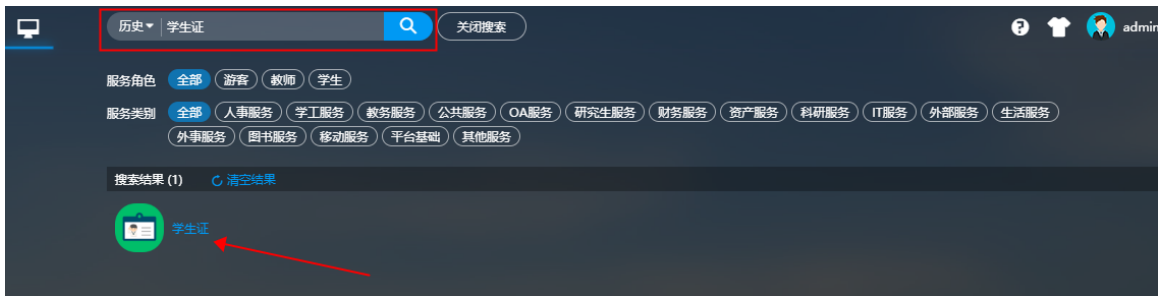 历史 学生证 关闭搜索 admin
服务角色 全部 游客 教师 学生
服务类别 全部 人事服务 学工服务 教务服务 公共服务 OA服务 研究生服务 财务服务 资产服务 科研服务 IT服务 外部服务 生活服务
外事服务 图书服务 移动服务 平台基础 其他服务
搜索结果 (1) 清空结果
学生证